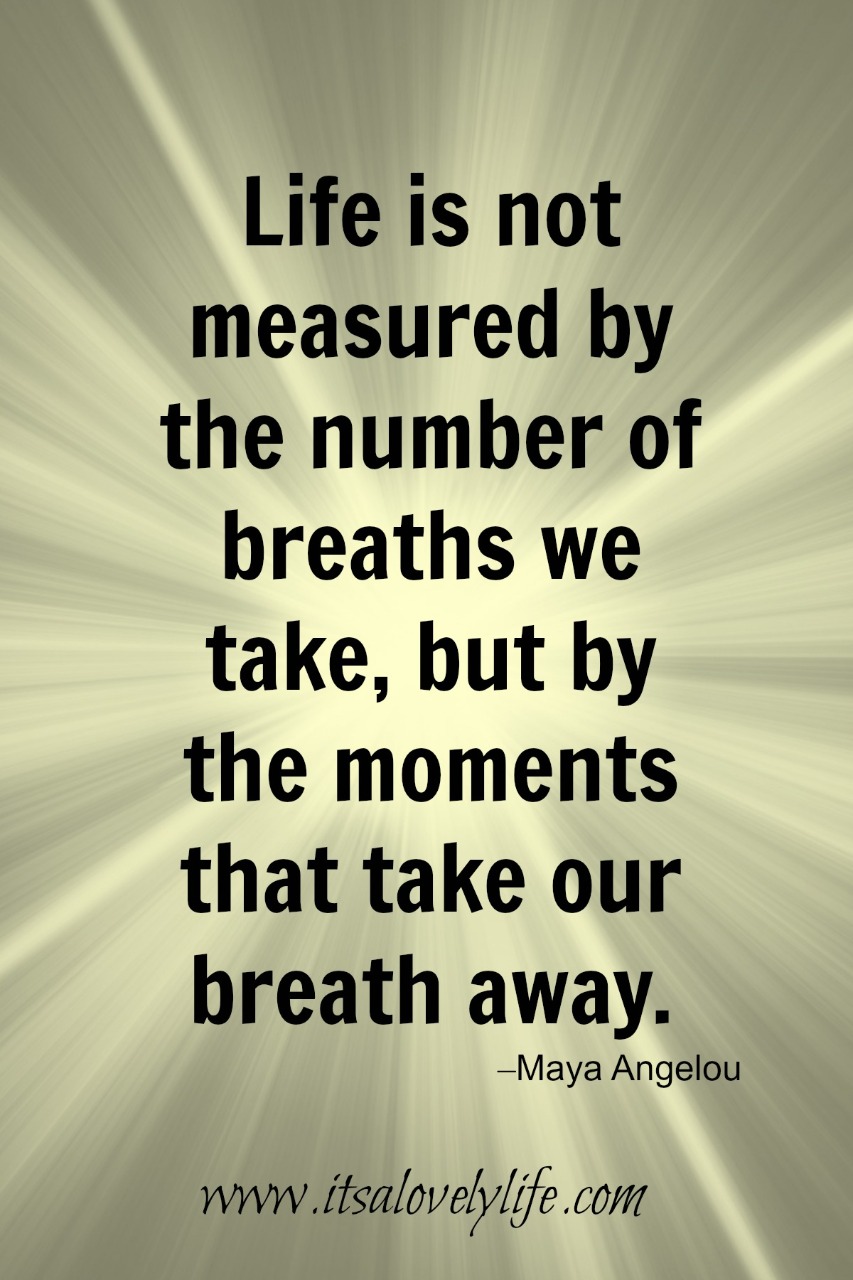 Life is not
measured by
the number of
breaths we
take, but by
the moments
that take our
breath away.
–Maya Angelou
www.itsalovelylife.com